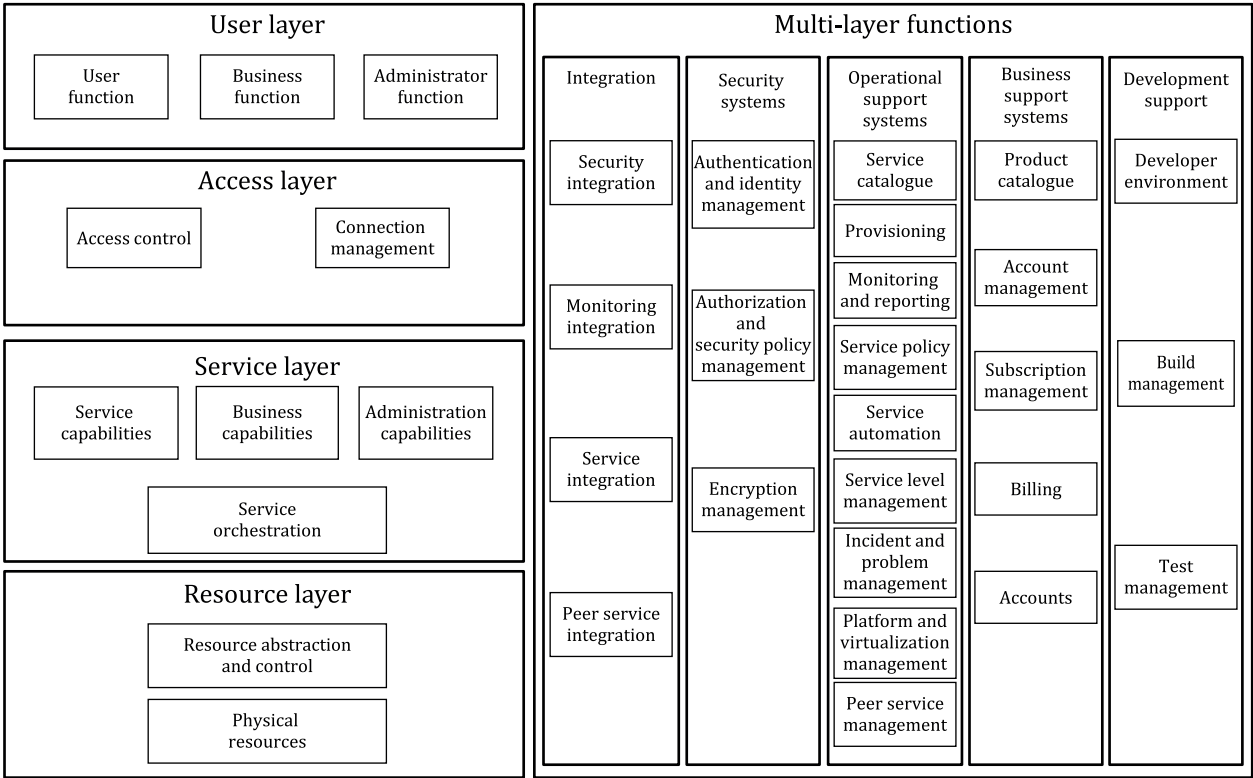 User layer
User
function
Business
function
Administrator
function
Access layer
Access control
Connection
management
Service layer
Service
capabilities
Business
capabilities
Administration
capabilities
Service
orchestration
Resource layer
Resource abstraction
and control
Physical
resources
Multi-layer functions
Integration
Security
integration
Monitoring
integration
Service
integration
Peer service
integration
Security
systems
Authentication
and identity
management
Authorization
and
security policy
management
Encryption
management
Operational
support
systems
Service
catalogue
Provisioning
Monitoring
and reporting
Service policy
management
Service
automation
Service level
management
Incident and
problem
management
Platform and
virtualization
management
Peer service
management
Business
support
systems
Product
catalogue
Account
management
Subscription
management
Billing
Accounts
Development
support
Developer
environment
Build
management
Test
management